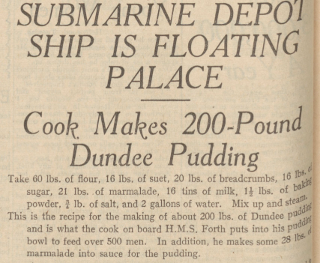 SUBMARINE DEPOT
SHIP IS FLOATING
PALACE
Cook Makes 200-Pound
Dundee Pudding
Take 60 lbs. of flour, 16 lbs. of suet, 20 lbs. of breadcrumbs, 16 lbs. of
sugar, 21 lbs. of marmalade, 16 tins of milk, 1½ lbs. of baking
powder, ¾ lb. of salt, and 2 gallons of water. Mix up and steam.
This is the recipe for the making of about 200 lbs. of Dundee pudding
and is what the cook on board H.M.S. Forth puts into his pudding
bowl to feed over 500 men. In addition, he makes some 28 lbs. of
marmalade into sauce for the pudding.